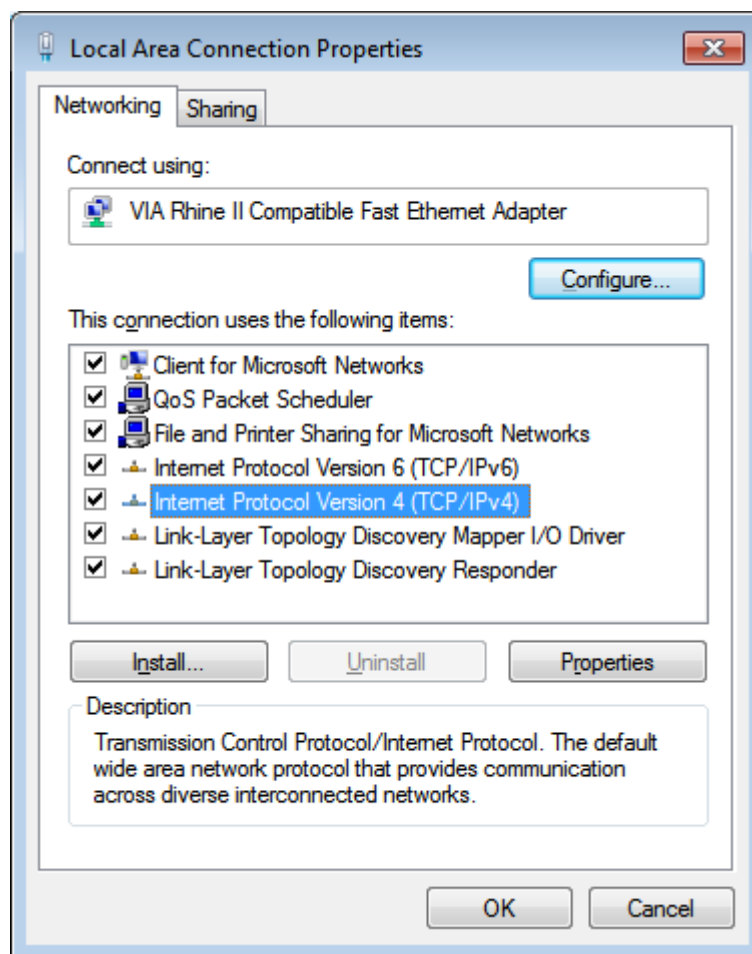 Local Area Connection Properties
Networking
Sharing
Connect using:
VIA Rhine II Compatible Fast Ethernet Adapter
Configure...
This connection uses the following items:
Client for Microsoft Networks
QoS Packet Scheduler
File and Printer Sharing for Microsoft Networks
Internet Protocol Version 6 (TCP/IPv6)
Internet Protocol Version 4 (TCP/IPv4)
Link-Layer Topology Discovery Mapper I/O Driver
Link-Layer Topology Discovery Responder
Install...
Uninstall
Properties
Description
Transmission Control Protocol/Internet Protocol. The default
wide area network protocol that provides communication
across diverse interconnected networks.
OK
Cancel